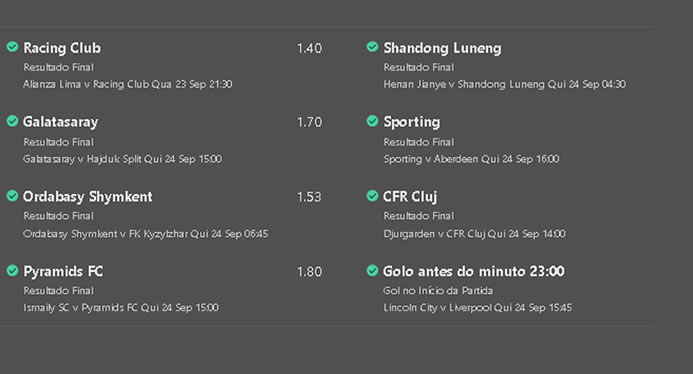 Racing Club 1.40
Resultado Final
Alianza Lima v Racing Club Qua 23 Sep 21:30
Galatasaray 1.70
Resultado Final
Galatasaray v Hajduk Split Qui 24 Sep 15:00
Ordabasy Shymkent 1.53
Resultado Final
Ordabasy Shymkent v FK Kyzylzhar Qui 24 Sep 06:45
Pyramids FC 1.80
Resultado Final
Ismaily SC v Pyramids FC Qui 24 Sep 15:00
Shandong Luneng
Resultado Final
Henan Jianye v Shandong Luneng Qui 24 Sep 04:30
Sporting
Resultado Final
Sporting v Aberdeen Qui 24 Sep 16:00
CFR Cluj
Resultado Final
Djurgarden v CFR Cluj Qui 24 Sep 14:00
Golo antes do minuto 23:00
Gol no Início da Partida
Lincoln City v Liverpool Qui 24 Sep 15:45